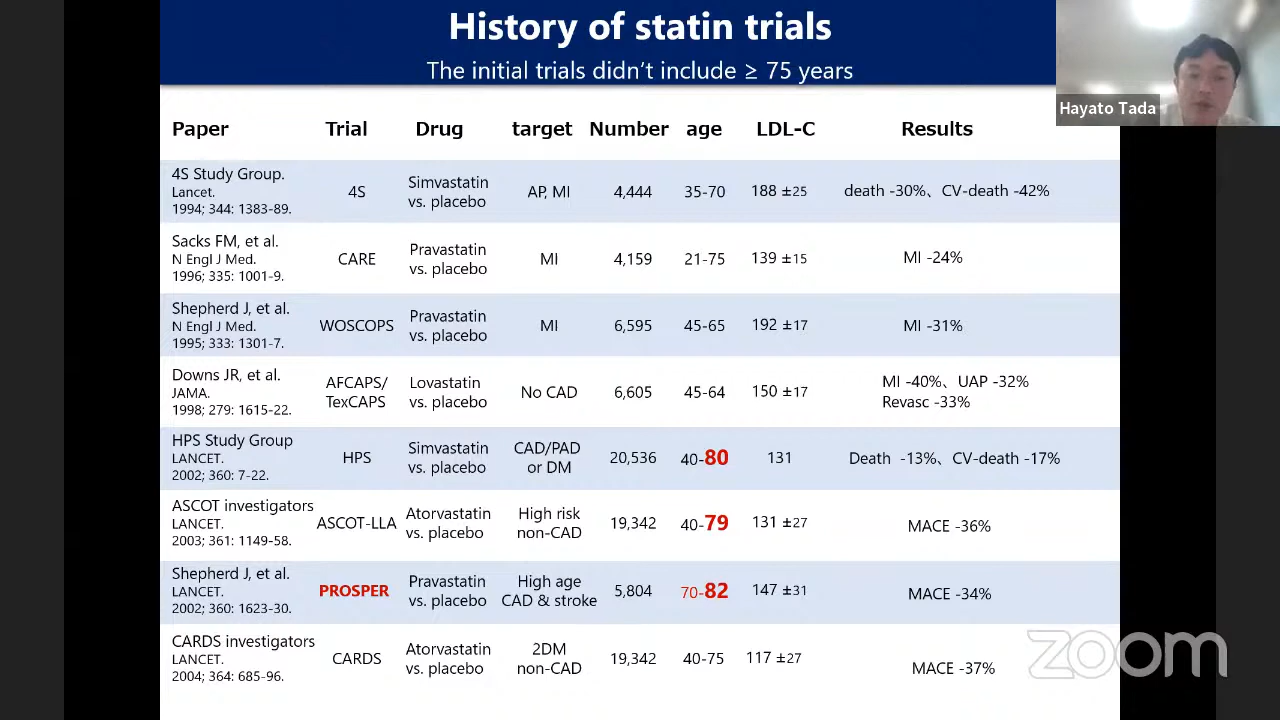 History of statin trials
The initial trials didn't include ≥ 75 years
Hayato Tada
Paper Trial Drug target Number age LDL-C Results
4S Study Group.
Lancet.
1994; 344: 1383-89.
4S
Simvastatin
vs. placebo
AP, MI
4,444
35-70
188 ±25
death -30%、CV-death -42%
Sacks FM, et al.
N Engl J Med.
1996; 335: 1001-9.
CARE
Pravastatin
vs. placebo
MI
4,159
21-75
139 ±15
MI -24%
Shepherd J, et al.
N Engl J Med.
1995; 333: 1301-7.
WOSCOPS
Pravastatin
vs. placebo
MI
6,595
45-65
192 ±17
MI -31%
Downs JR, et al.
JAMA.
1998; 279: 1615-22.
AFCAPS/
TexCAPS
Lovastatin
vs. placebo
No CAD
6,605
45-64
150 ±17
MI -40%、UAP -32%
Revasc -33%
HPS Study Group
LANCET.
2002; 360: 7-22.
HPS
Simvastatin
vs. placebo
CAD/PAD
or DM
20,536
40-80
131
Death -13%、CV-death -17%
ASCOT investigators
LANCET.
2003; 361: 1149-58.
ASCOT-LLA
Atorvastatin
vs. placebo
High risk
non-CAD
19,342
40-79
131 ±27
MACE -36%
Shepherd J, et al.
LANCET.
2002; 360: 1623-30.
PROSPER
Pravastatin
vs. placebo
High age
CAD & stroke
5,804
70-82
147 ±31
MACE -34%
CARDS investigators
LANCET.
2004; 364: 685-96.
CARDS
Atorvastatin
vs. placebo
2DM
non-CAD
19,342
40-75
117 ±27
MACE -37%
zoom